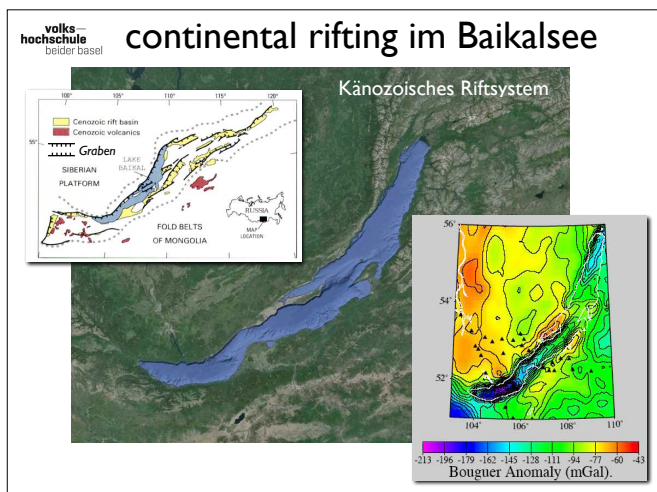 volks–
hochschule
beider basel
continental rifting im Baikalsee
Känozoisches Riftsystem
100° 105° 110° 115° 120°
55°
Cenozoic rift basin
Cenozoic volcanics
Graben
LAKE
BAIKAL
SIBERIAN
PLATFORM
FOLD BELTS
OF MONGOLIA
RUSSIA
MAP
LOCATION
56°
54°
52°
104° 106° 108° 110°
-213 -196 -179 -162 -145 -128 -111 -94 -77 -60 -43
Bouguer Anomaly (mGal).